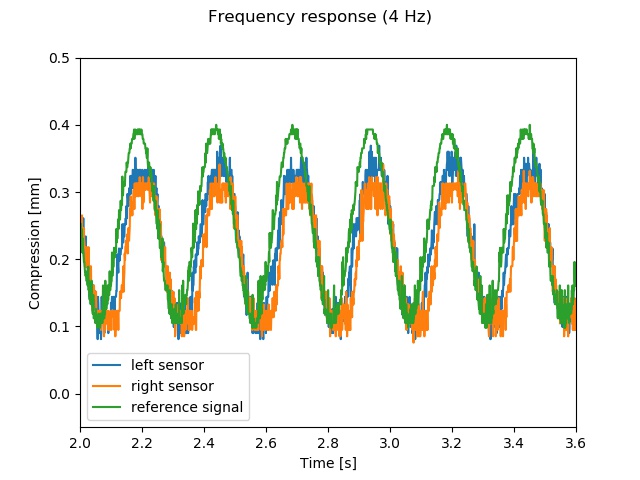 Frequency response (4 Hz)
0.5
0.4
0.3
0.2
0.1
0.0
Compression [mm]
left sensor
right sensor
reference signal
2.0 2.2 2.4 2.6 2.8 3.0 3.2 3.4 3.6
Time [s]